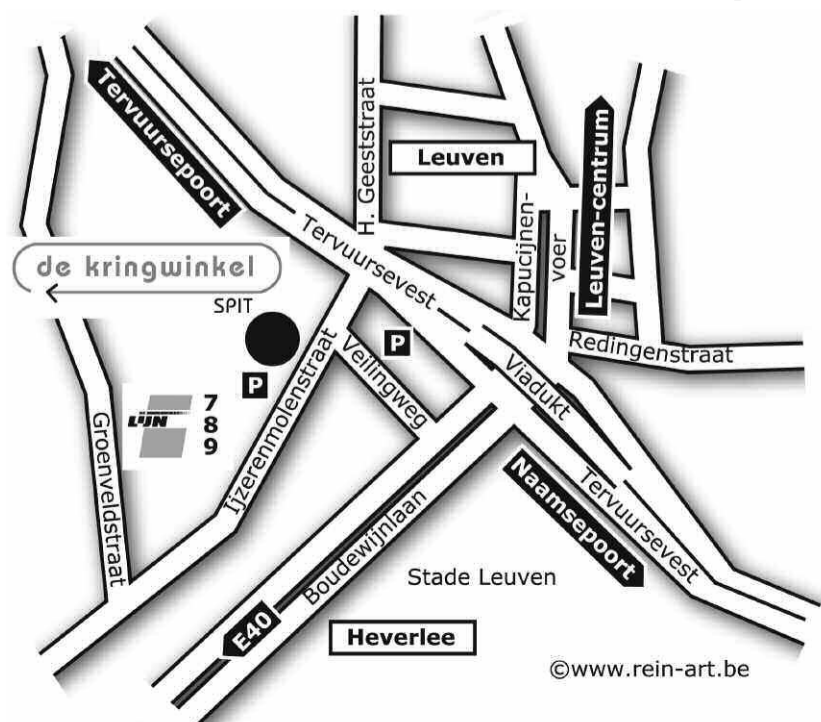 Tervuursepoort
H. Geeststraat
Leuven
Kapucijnen-
voer
Leuven-centrum
Tervuursevest
de kringwinkel
SPIT
P
P
Veilingweg
Viadukt
Redingenstraat
LIJN
7
8
9
Groenveldstraat
Ijzerenmolenstraat
Boudewijnlaan
Naamsepoort
Tervuursevest
Stade Leuven
E40
Heverlee
©www.rein-art.be